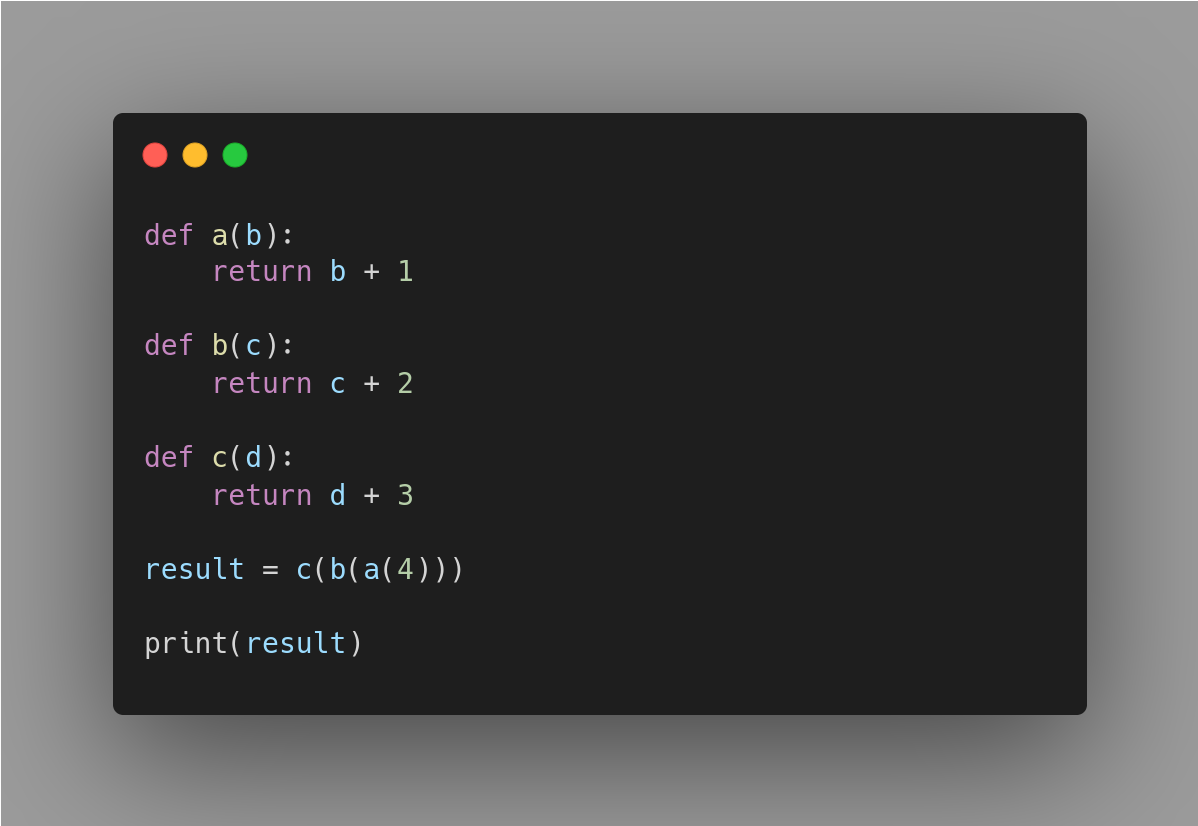 def a(b):
    return b + 1

def b(c):
    return c + 2

def c(d):
    return d + 3

result = c(b(a(4)))

print(result)